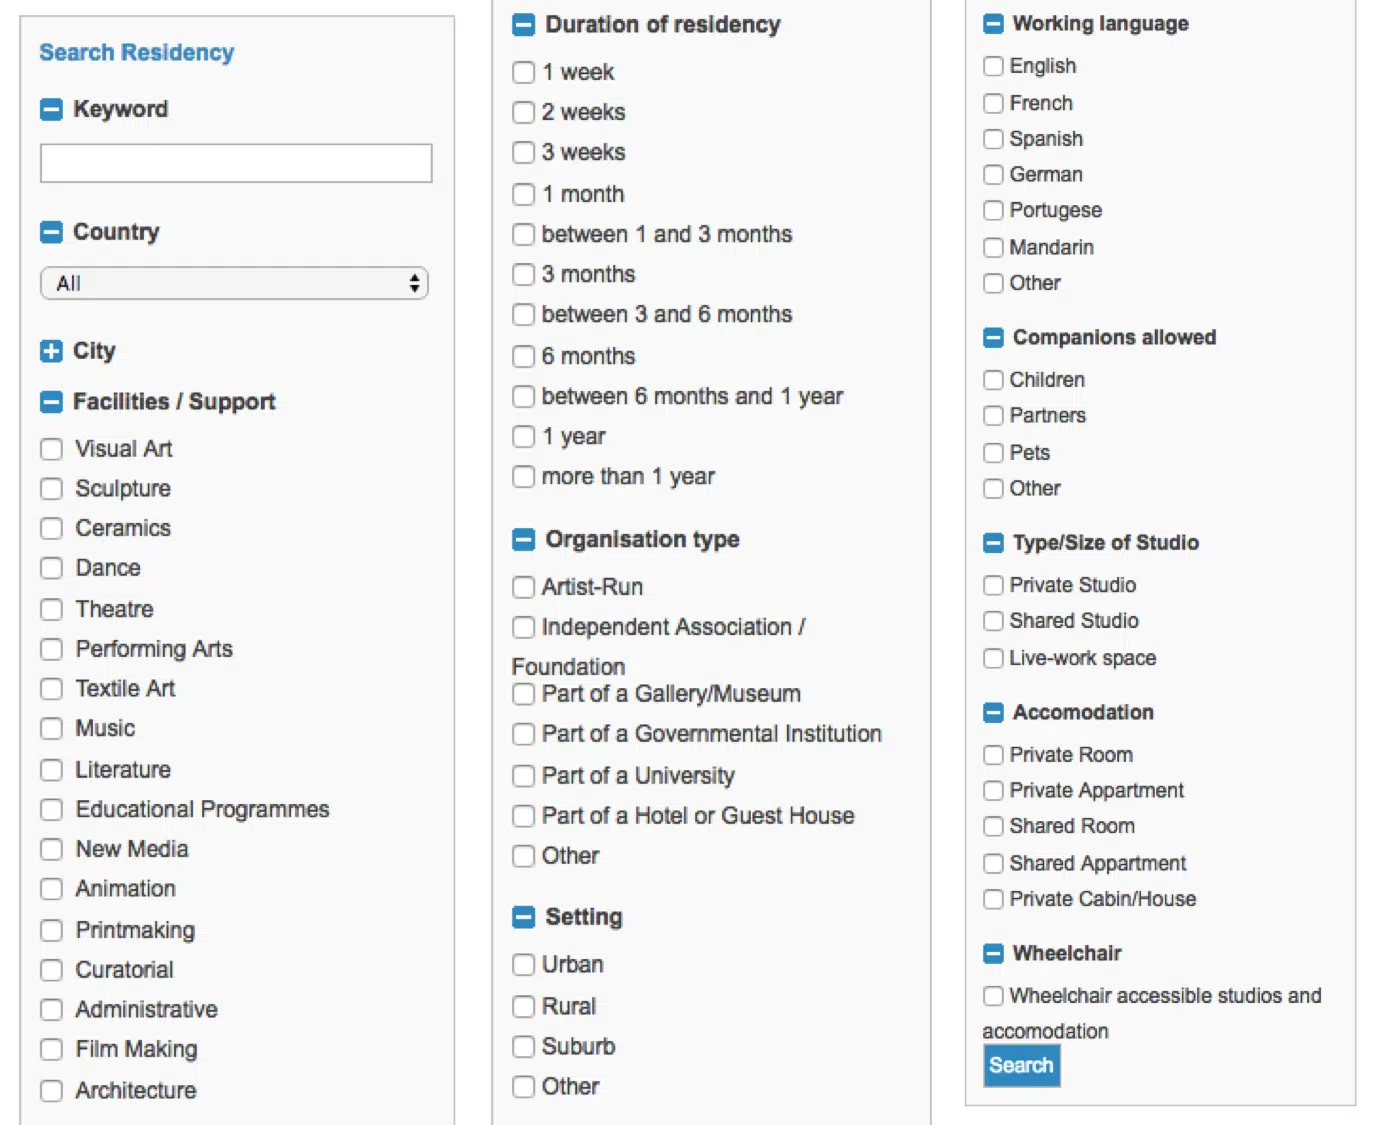 Search Residency
Keyword
Country
All
City
Facilities / Support
Visual Art
Sculpture
Ceramics
Dance
Theatre
Performing Arts
Textile Art
Music
Literature
Educational Programmes
New Media
Animation
Printmaking
Curatorial
Administrative
Film Making
Architecture
Duration of residency
1 week
2 weeks
3 weeks
1 month
between 1 and 3 months
3 months
between 3 and 6 months
6 months
between 6 months and 1 year
1 year
more than 1 year
Organisation type
Artist-Run
Independent Association /
Foundation
Part of a Gallery/Museum
Part of a Governmental Institution
Part of a University
Part of a Hotel or Guest House
Other
Setting
Urban
Rural
Suburb
Other
Working language
English
French
Spanish
German
Portugese
Mandarin
Other
Companions allowed
Children
Partners
Pets
Other
Type/Size of Studio
Private Studio
Shared Studio
Live-work space
Accomodation
Private Room
Private Appartment
Shared Room
Shared Appartment
Private Cabin/House
Wheelchair
Wheelchair accessible studios and
accomodation
Search